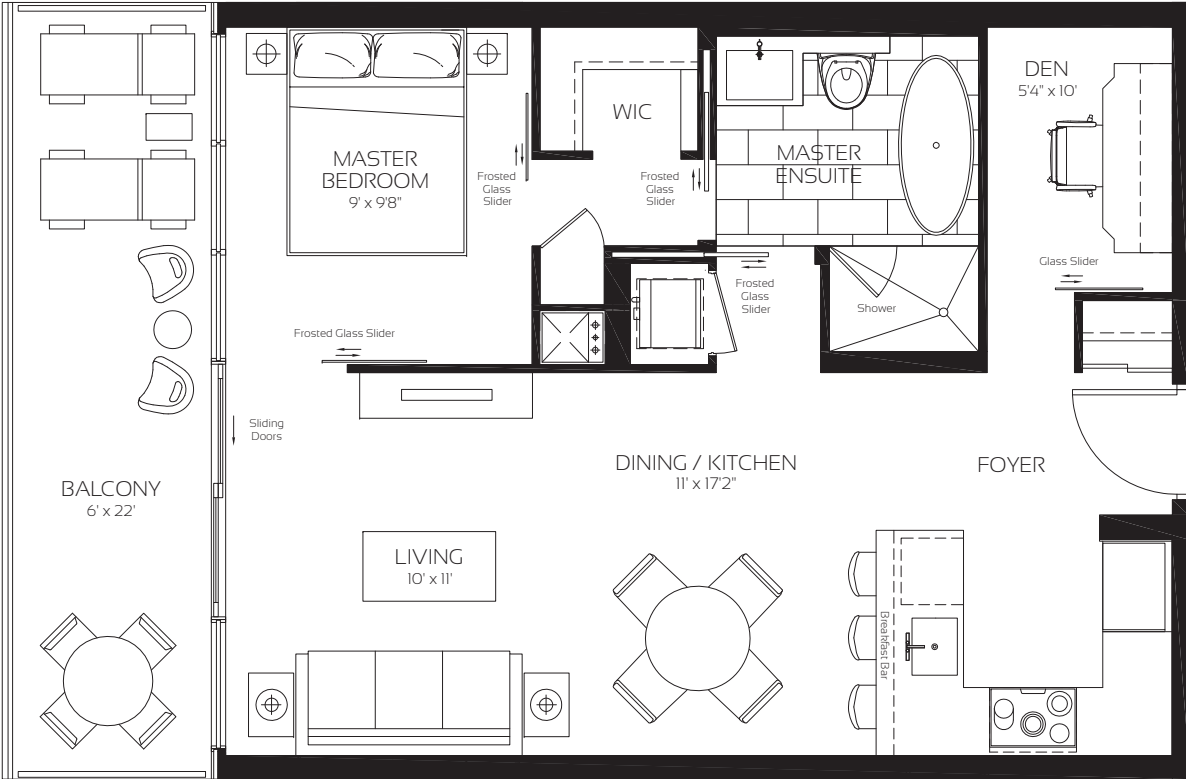 DEN
5'4" x 10'
WIC
MASTER
BEDROOM
9' x 9'8"
MASTER
ENSUITE
Frosted
Glass
Slider
Frosted
Glass
Slider
Glass Slider
Frosted
Glass
Slider
Shower
Frosted Glass Slider
Sliding
Doors
DINING / KITCHEN
11' x 17'2"
FOYER
BALCONY
6' x 22'
LIVING
10' x 11'
Breakfast Bar